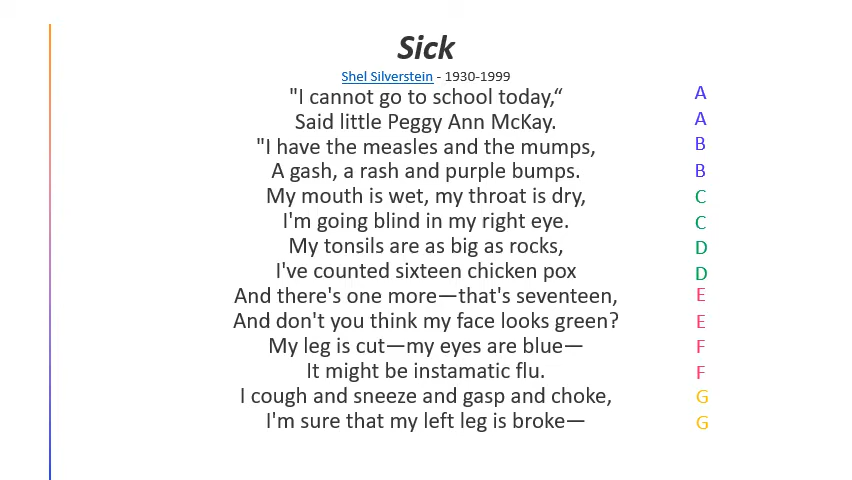 Sick
Shel Silverstein - 1930-1999
"I cannot go to school today,“ A
Said little Peggy Ann McKay. A
"I have the measles and the mumps, B
A gash, a rash and purple bumps. B
My mouth is wet, my throat is dry, C
I'm going blind in my right eye. C
My tonsils are as big as rocks, D
I've counted sixteen chicken pox D
And there's one more—that's seventeen, E
And don't you think my face looks green? E
My leg is cut—my eyes are blue— F
It might be instamatic flu. F
I cough and sneeze and gasp and choke, G
I'm sure that my left leg is broke— G